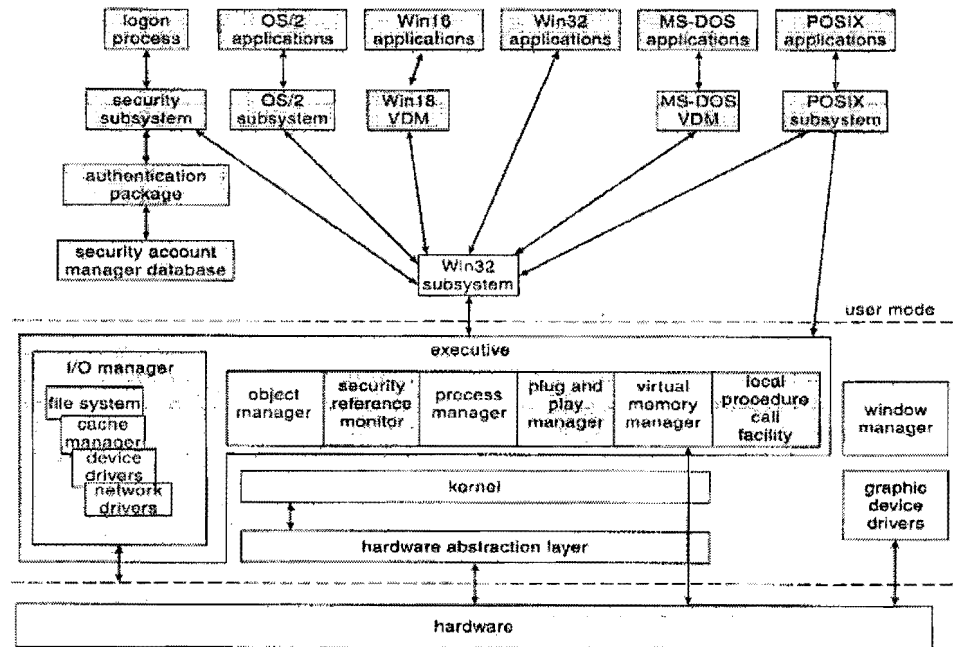 logon
process
OS/2
applications
Win16
applications
Win32
applications
MS-DOS
applications
POSIX
applications
security
subsystem
OS/2
subsystem
Win18
VDM
MS-DOS
VDM
POSIX
subsystem
authentication
package
security account
manager database
Win32
subsystem
user mode
executive
I/O manager
file system
cache
manager
device
drivers
network
drivers
object
manager
security
reference
monitor
process
manager
plug and
play
manager
virtual
memory
manager
local
procedure
call
facility
window
manager
kernel
graphic
device
drivers
hardware abstraction layer
hardware